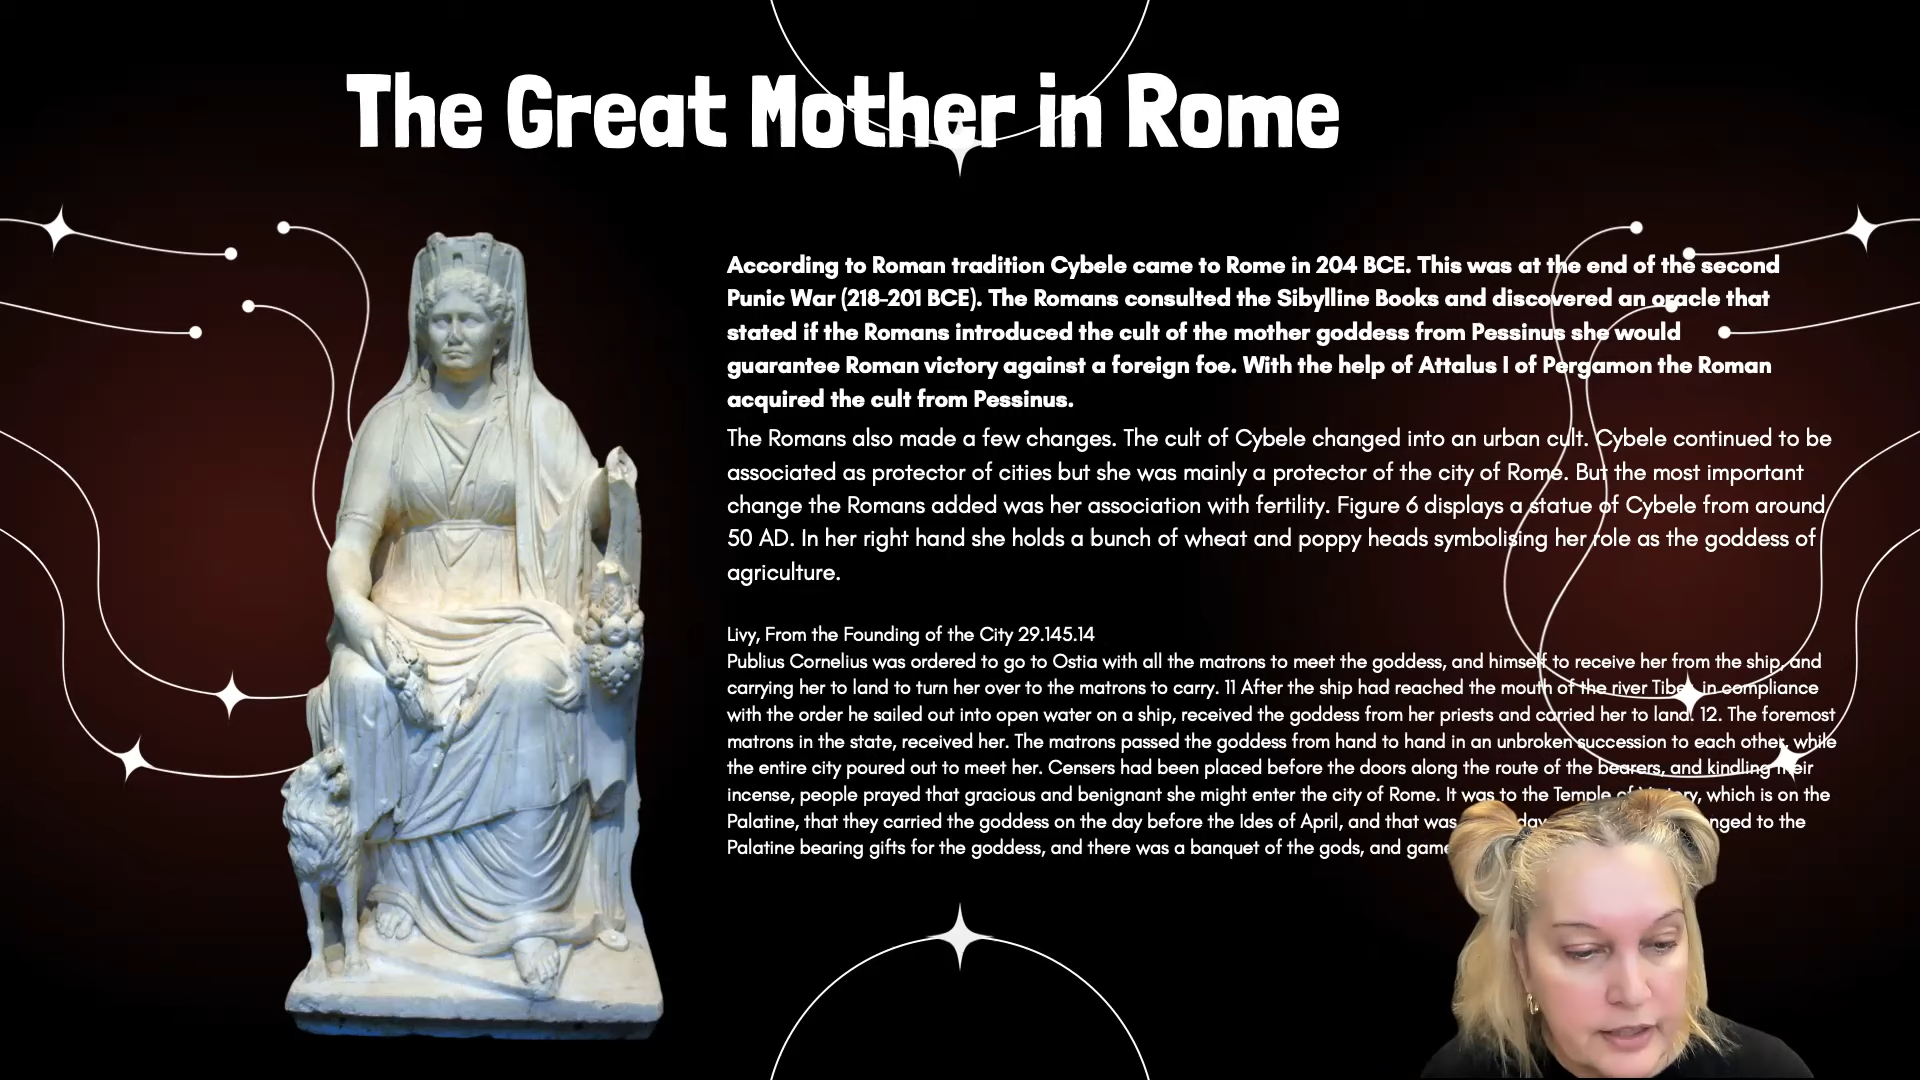 The Great Mother in Rome
According to Roman tradition Cybele came to Rome in 204 BCE. This was at the end of the second
Punic War (218-201 BCE). The Romans consulted the Sibylline Books and discovered an oracle that
stated if the Romans introduced the cult of the mother goddess from Pessinus she would
guarantee Roman victory against a foreign foe. With the help of Attalus I of Pergamon the Roman
acquired the cult from Pessinus.
The Romans also made a few changes. The cult of Cybele changed into an urban cult. Cybele continued to be
associated as protector of cities but she was mainly a protector of the city of Rome. But the most important
change the Romans added was her association with fertility. Figure 6 displays a statue of Cybele from around
50 AD. In her right hand she holds a bunch of wheat and poppy heads symbolising her role as the goddess of
agriculture.
Livy, From the Founding of the City 29.145.14
Publius Cornelius was ordered to go to Ostia with all the matrons to meet the goddess, and himself to receive her from the ship, and
carrying her to land to turn her over to the matrons to carry. 11 After the ship had reached the mouth of the river Tiber in compliance
with the order he sailed out into open water on a ship, received the goddess from her priests and carried her to land. 12. The foremost
matrons in the state, received her. The matrons passed the goddess from hand to hand in an unbroken succession to each other, while
the entire city poured out to meet her. Censers had been placed before the doors along the route of the bearers, and kindling their
incense, people prayed that gracious and benignant she might enter the city of Rome. It was to the Temple of which is on the
Palatine, that they carried the goddess on the day before the Ides of April, and that was to the
Palatine bearing gifts for the goddess, and there was a banquet of the gods, and